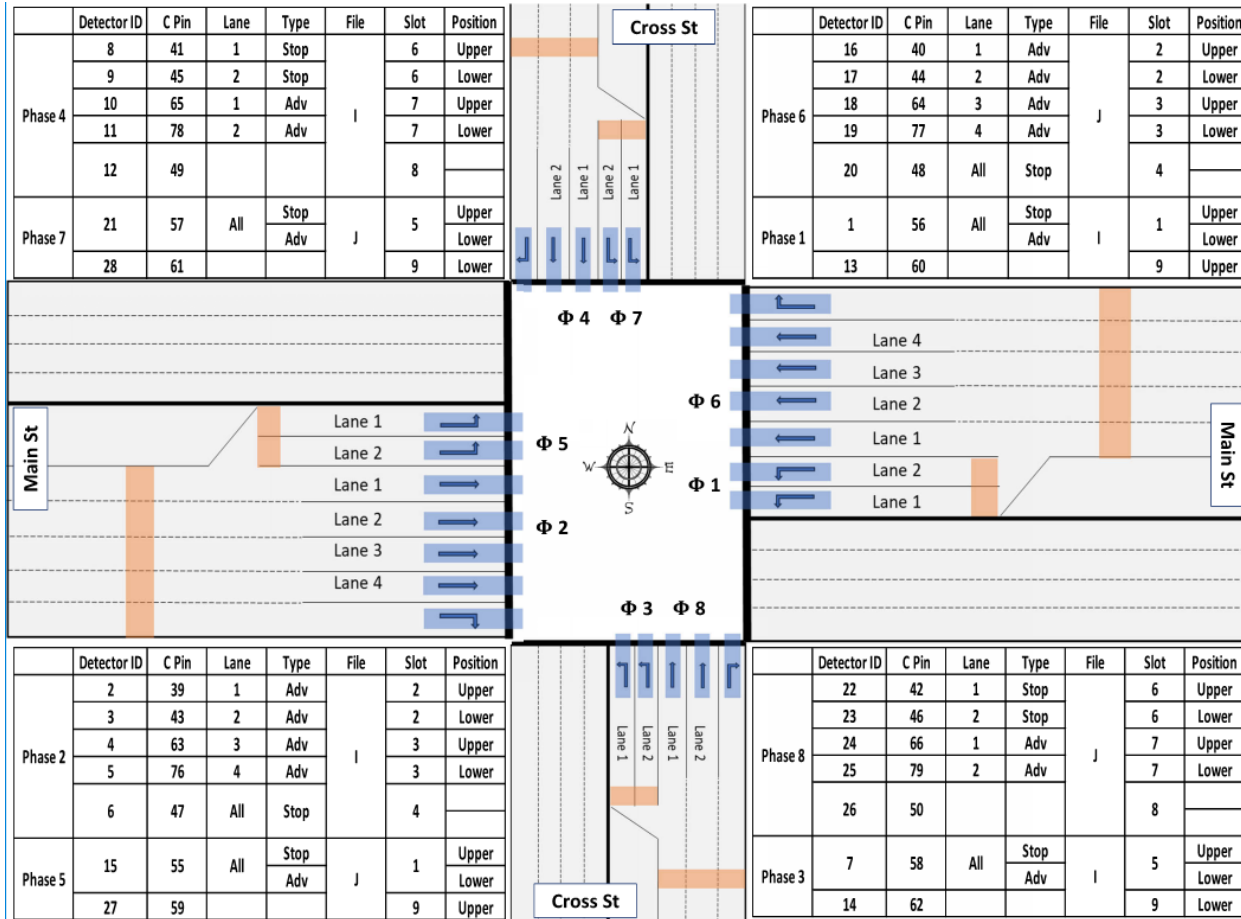 Detector ID C Pin Lane Type File Slot Position
Phase 4 I
8 41 1 Stop 6 Upper
9 45 2 Stop 6 Lower
10 65 1 Adv 7 Upper
11 78 2 Adv 7 Lower
12 49 8
Phase 7 J
21 57 All Stop 5 Upper
Adv Lower
28 61 9 Lower
Cross St
Lane 2
Lane 1
Lane 2
Lane 1
Detector ID C Pin Lane Type File Slot Position
Phase 6 J
16 40 1 Adv 2 Upper
17 44 2 Adv 2 Lower
18 64 3 Adv 3 Upper
19 77 4 Adv 3 Lower
20 48 All Stop 4
Phase 1 I
1 56 All Stop 1 Upper
Adv Lower
13 60 9 Upper
Φ 4 Φ 7
Main St
Lane 1
Lane 2
Lane 1
Lane 2
Lane 3
Lane 4
Φ 5
Φ 2
N
W E
S
Φ 6
Φ 1
Lane 4
Lane 3
Lane 2
Lane 1
Lane 2
Lane 1
Main St
Φ 3 Φ 8
Detector ID C Pin Lane Type File Slot Position
Phase 2 I
2 39 1 Adv 2 Upper
3 43 2 Adv 2 Lower
4 63 3 Adv 3 Upper
5 76 4 Adv 3 Lower
6 47 All Stop 4
Phase 5 J
15 55 All Stop 1 Upper
Adv Lower
27 59 9 Upper
Lane 1
Lane 2
Lane 1
Lane 2
Cross St
Detector ID C Pin Lane Type File Slot Position
Phase 8 J
22 42 1 Stop 6 Upper
23 46 2 Stop 6 Lower
24 66 1 Adv 7 Upper
25 79 2 Adv 7 Lower
26 50 8
Phase 3 I
7 58 All Stop 5 Upper
Adv Lower
14 62 9 Lower